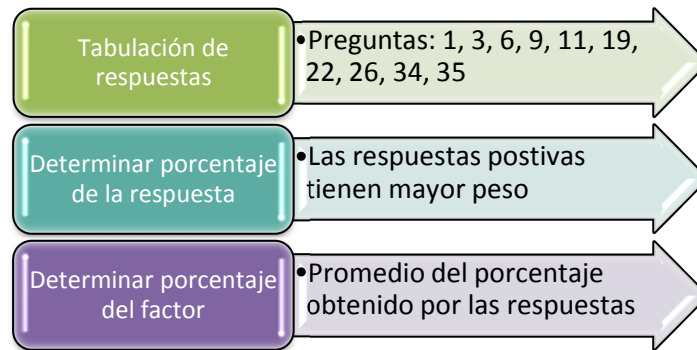 Tabulación de
respuestas
•Preguntas: 1, 3, 6, 9, 11, 19,
22, 26, 34, 35
Determinar porcentaje
de la respuesta
•Las respuestas postivas
tienen mayor peso
Determinar porcentaje
del factor
•Promedio del porcentaje
obtenido por las respuestas